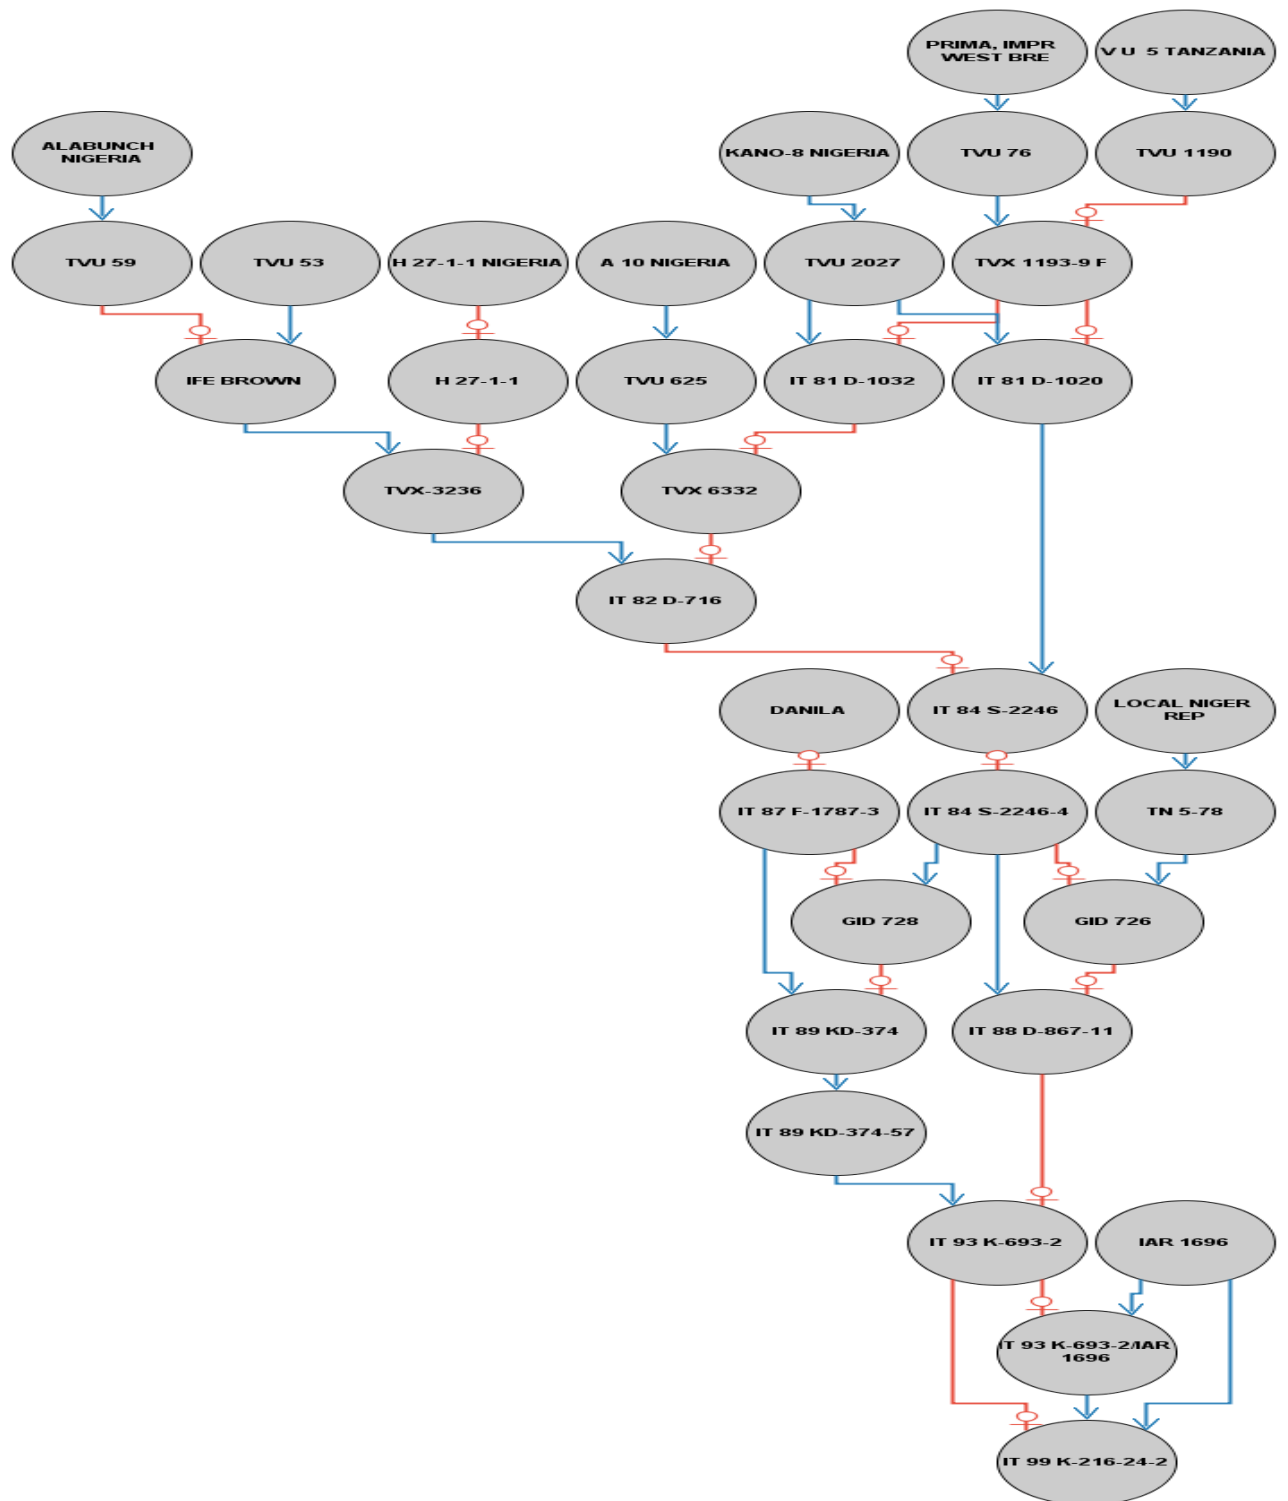 PRIMA, IMPR
WEST BRE
V U  5 TANZANIA
ALABUNCH
NIGERIA
KANO-8 NIGERIA
TVU 76
TVU 1190
TVU 59
TVU 53
H 27-1-1 NIGERIA
A 10 NIGERIA
TVU 2027
TVX 1193-9 F
IFE BROWN
H 27-1-1
TVU 625
IT 81 D-1032
IT 81 D-1020
TVX-3236
TVX 6332
IT 82 D-716
DANILA
IT 84 S-2246
LOCAL NIGER
REP
IT 87 F-1787-3
IT 84 S-2246-4
TN 5-78
GID 728
GID 726
IT 89 KD-374
IT 88 D-867-11
IT 89 KD-374-57
IT 93 K-693-2
IAR 1696
IT 93 K-693-2/IAR
1696
IT 99 K-216-24-2